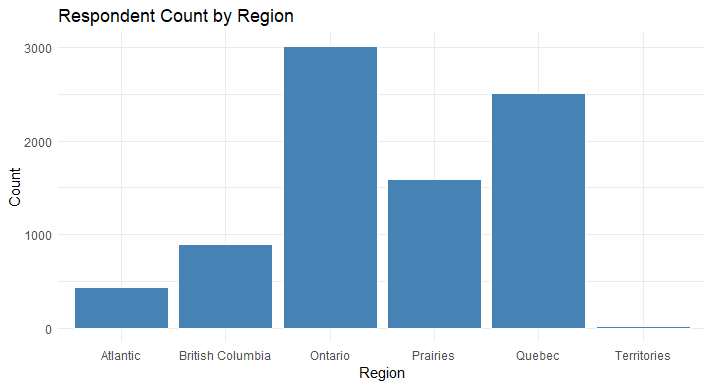 Respondent Count by Region
3000
2000
1000
0
Count
Atlantic
British Columbia
Ontario
Prairies
Quebec
Territories
Region